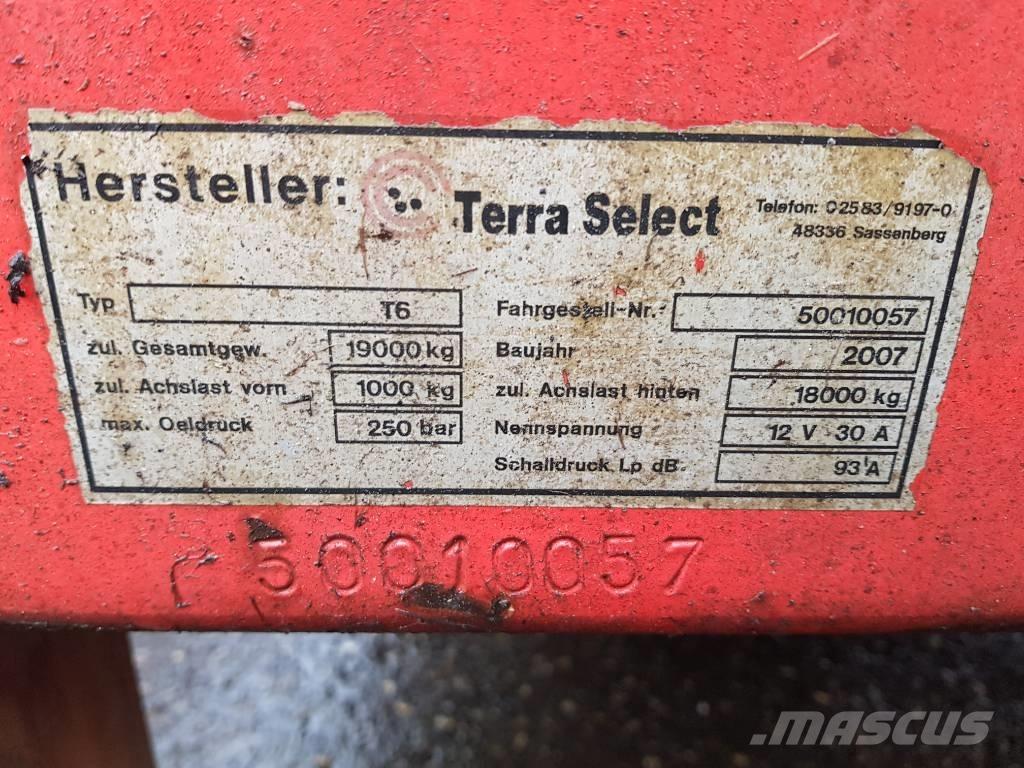 Hersteller: Terra Select
Telefon: 02583/9197-0
48336 Sassenberg
Typ T6
Fahrgestell-Nr.: 50010057
zul. Gesamtgew. 19000 kg
Baujahr 2007
zul. Achslast vorn 1000 kg
zul. Achslast hinten 18000 kg
max. Oeldruck 250 bar
Nennspannung 12 V 30 A
Schalldruck Lp dB. 93 A
50010057
MASCUS